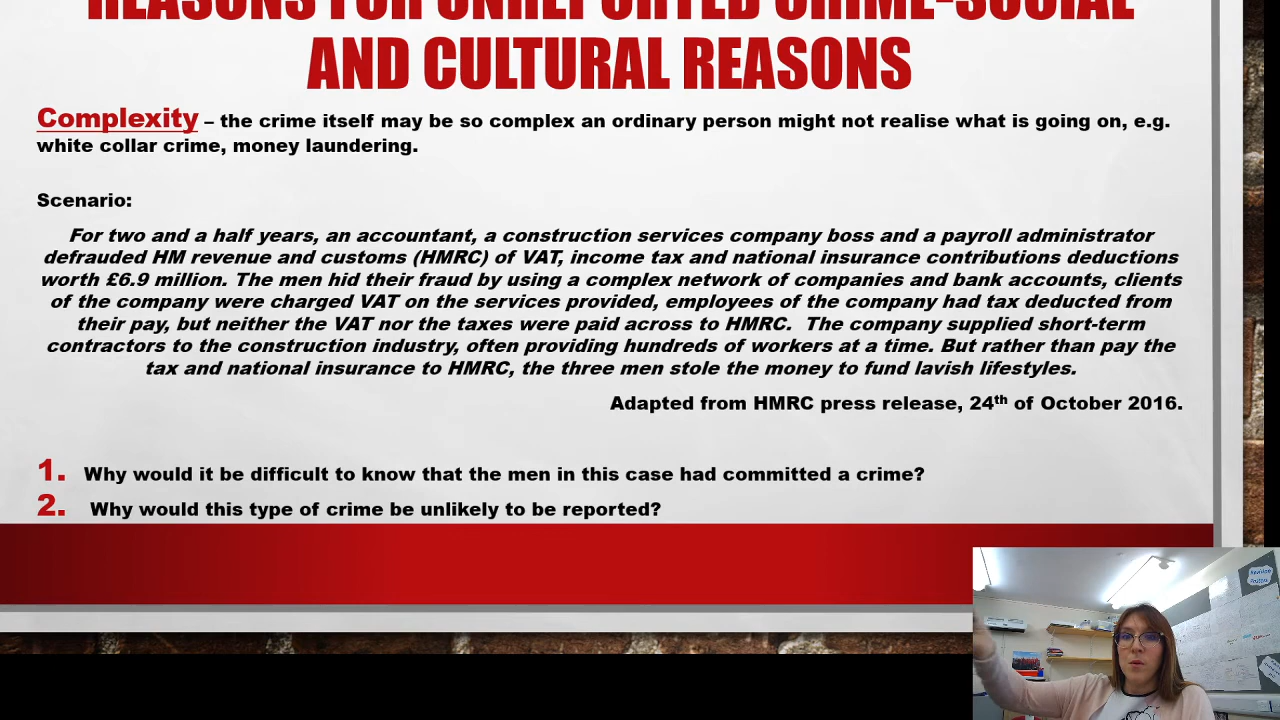 REASONS FOR UNREPORTED CRIME-SOCIAL
AND CULTURAL REASONS
Complexity – the crime itself may be so complex an ordinary person might not realise what is going on, e.g.
white collar crime, money laundering.
Scenario:
For two and a half years, an accountant, a construction services company boss and a payroll administrator
defrauded HM revenue and customs (HMRC) of VAT, income tax and national insurance contributions deductions
worth £6.9 million. The men hid their fraud by using a complex network of companies and bank accounts, clients
of the company were charged VAT on the services provided, employees of the company had tax deducted from
their pay, but neither the VAT nor the taxes were paid across to HMRC. The company supplied short-term
contractors to the construction industry, often providing hundreds of workers at a time. But rather than pay the
tax and national insurance to HMRC, the three men stole the money to fund lavish lifestyles.
Adapted from HMRC press release, 24th of October 2016.
1. Why would it be difficult to know that the men in this case had committed a crime?
2. Why would this type of crime be unlikely to be reported?